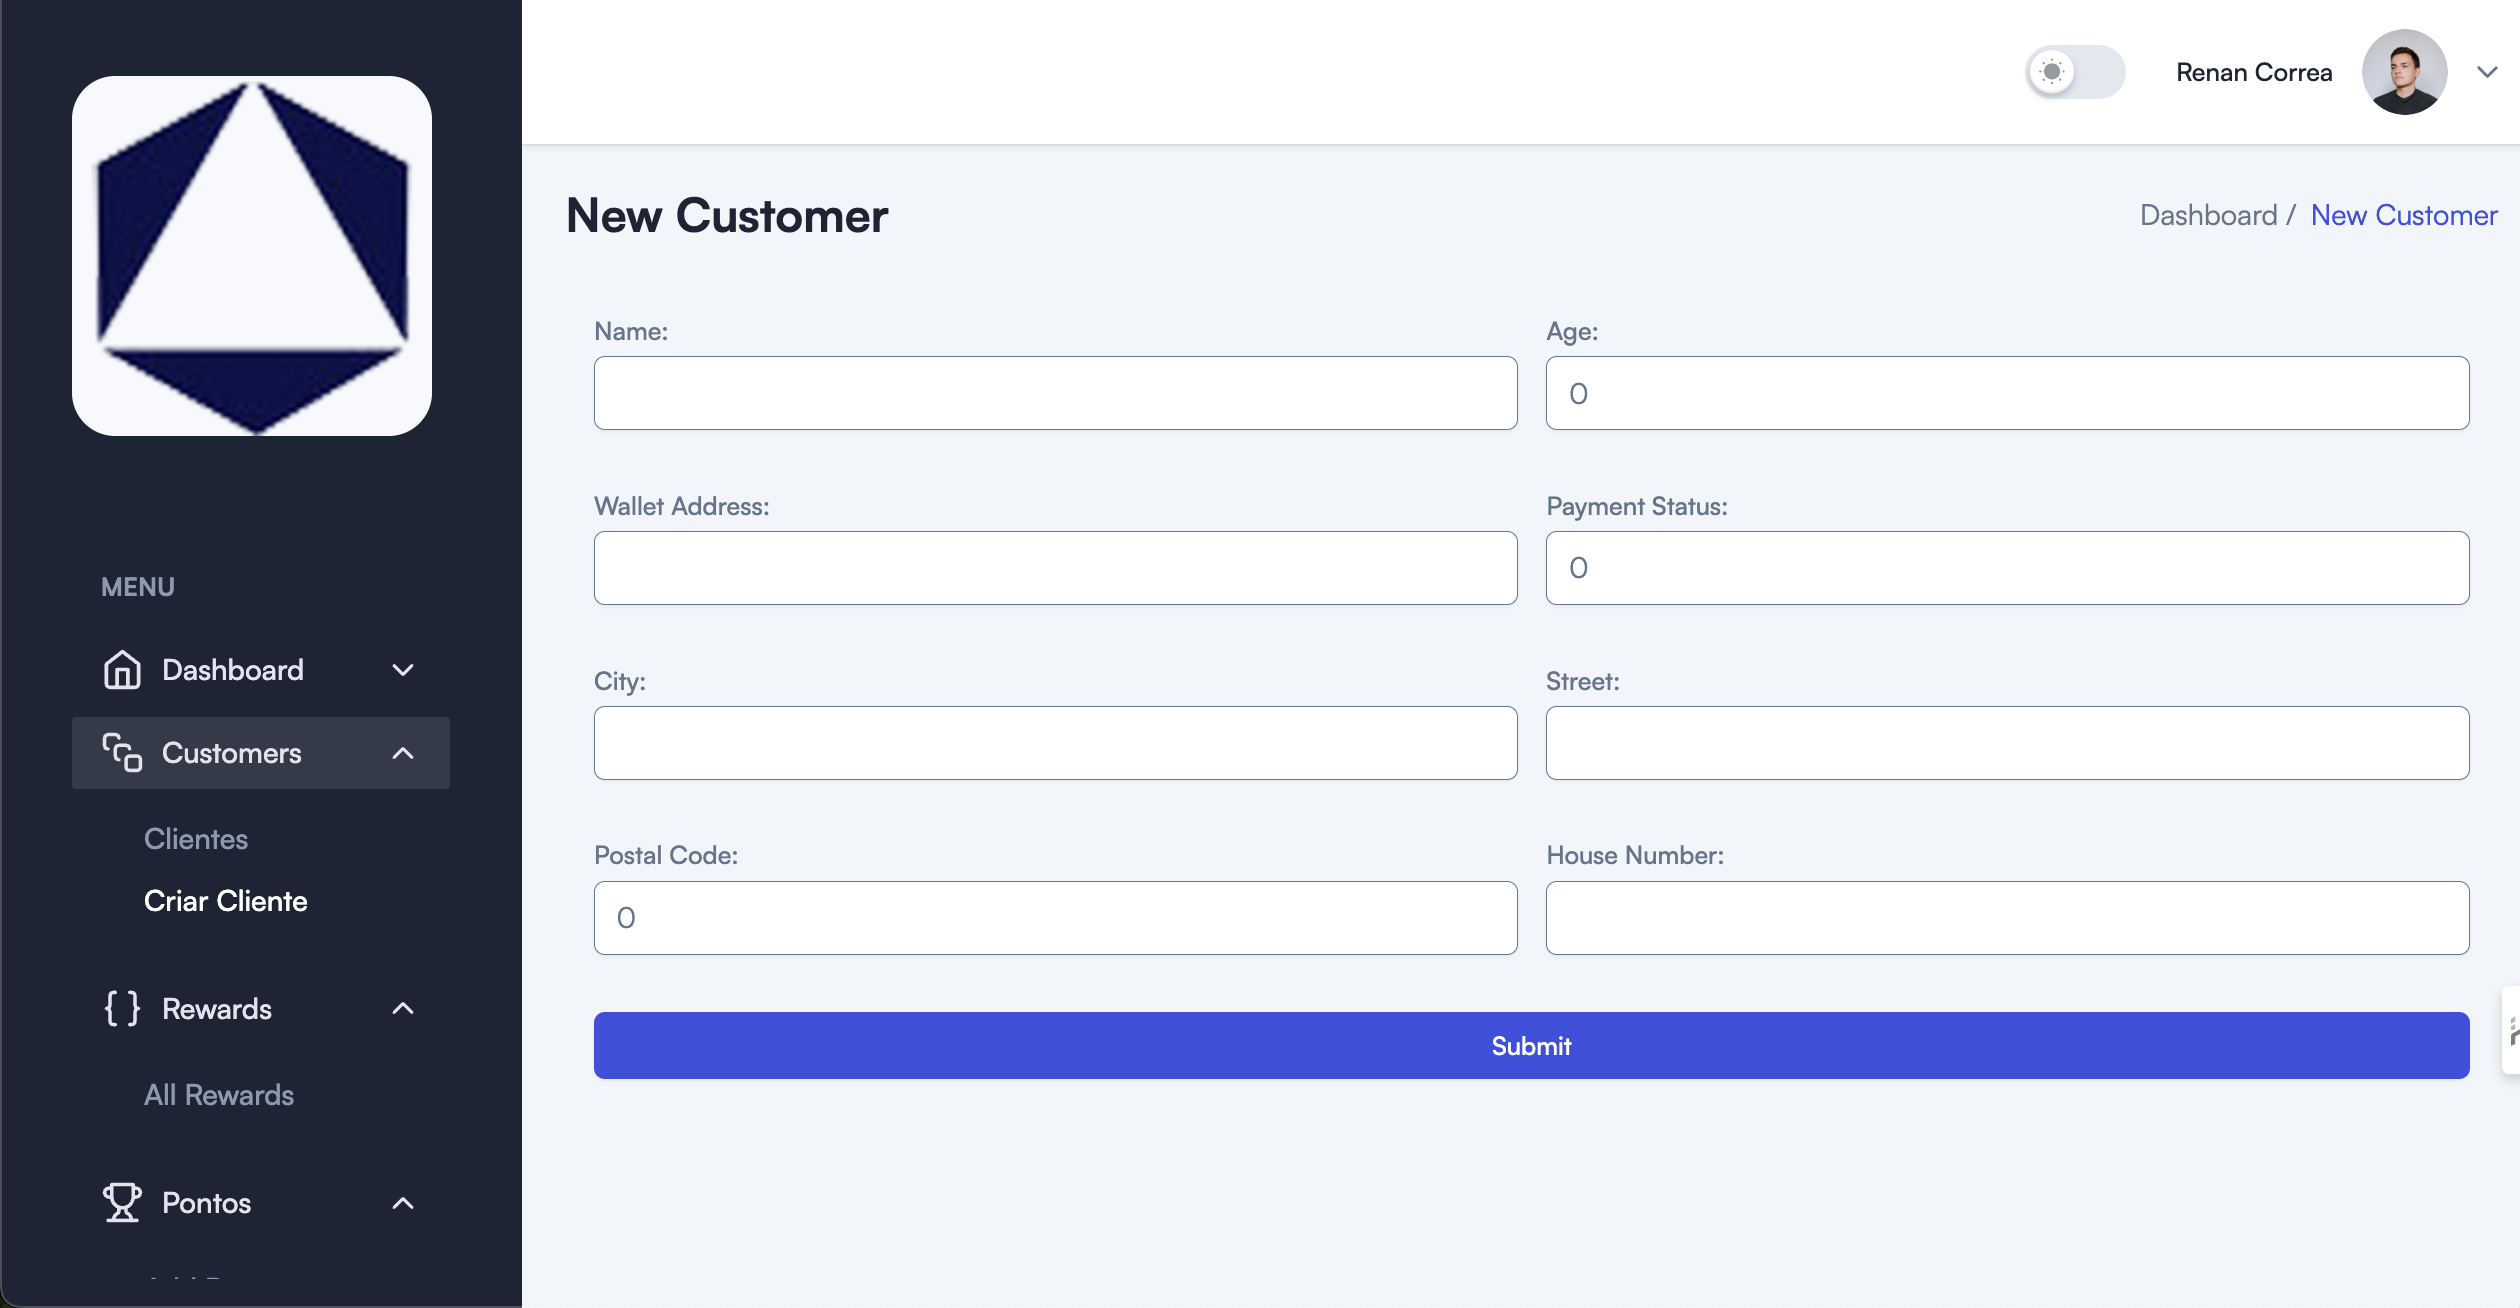 Renan Correa
New Customer
Dashboard / New Customer
Name:
Age:
0
Wallet Address:
Payment Status:
0
City:
Street:
Postal Code:
0
House Number:
Submit
MENU
Dashboard
Customers
Clientes
Criar Cliente
Rewards
All Rewards
Pontos